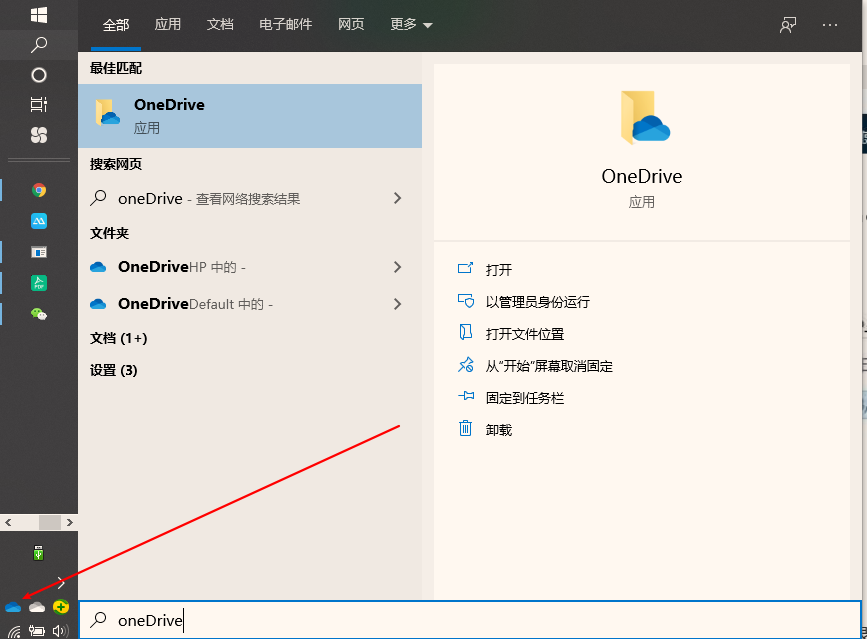 全部 应用 文档 电子邮件 网页 更多
最佳匹配
OneDrive
应用
搜索网页
oneDrive - 查看网络搜索结果
文件夹
OneDriveHP 中的 -
OneDriveDefault 中的 -
文档 (1+)
设置 (3)
OneDrive
应用
打开
以管理员身份运行
打开文件位置
从"开始"屏幕取消固定
固定到任务栏
卸载
oneDrive